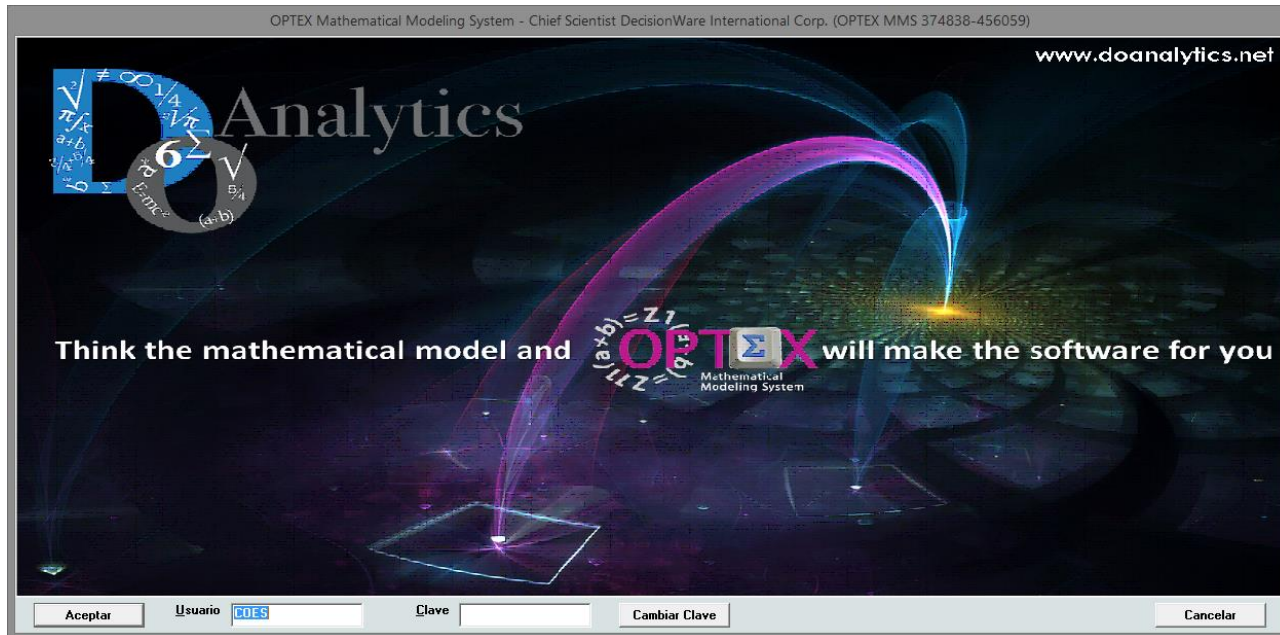 OPTEX Mathematical Modeling System - Chief Scientist DecisionWare International Corp. (OPTEX MMS 374838-456059)
www.doanalytics.net
DO Analytics
Think the mathematical model and OPTEX will make the software for you
Mathematical
Modeling System
Aceptar Usuario COES Clave Cambiar Clave Cancelar